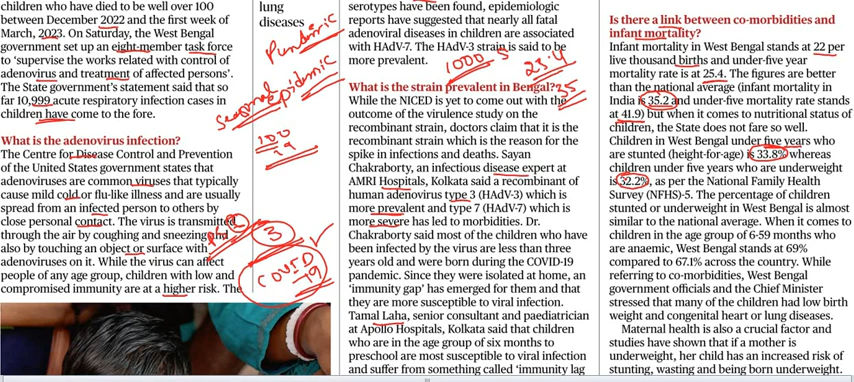 children who have died to be well over 100
between December 2022 and the first week of
March, 2023. On Saturday, the West Bengal
government set up an eight-member task force
to ‘supervise the works related with control of
adenovirus and treatment of affected persons’.
The State government’s statement said that so
far 10,999 acute respiratory infection cases in
children have come to the fore.
What is the adenovirus infection?
The Centre for Disease Control and Prevention
of the United States government states that
adenoviruses are common viruses that typically
cause mild cold or flu-like illness and are usually
spread from an infected person to others by
close personal contact. The virus is transmitted
through the air by coughing and sneezing and
also by touching an object or surface with
adenoviruses on it. While the virus can affect
people of any age group, children with low and
compromised immunity are at a higher risk. The
lung
diseases
Pandemic
Seasonal epidemic
100
19
2
3
COVID
19
serotypes have been found, epidemiologic
reports have suggested that nearly all fatal
adenoviral diseases in children are associated
with HAdV-7. The HAdV-3 strain is said to be
more prevalent.
1000-5
25.4
25
What is the strain prevalent in Bengal?
While the NICED is yet to come out with the
outcome of the virulence study on the
recombinant strain, doctors claim that it is the
recombinant strain which is the reason for the
spike in infections and deaths. Sayan
Chakraborty, an infectious disease expert at
AMRI Hospitals, Kolkata said a recombinant of
human adenovirus type 3 (HAdV-3) which is
more prevalent and type 7 (HAdV-7) which is
more severe has led to morbidities. Dr.
Chakraborty said most of the children who have
been infected by the virus are less than three
years old and were born during the COVID-19
pandemic. Since they were isolated at home, an
‘immunity gap’ has emerged for them and that
they are more susceptible to viral infection.
Tamal Laha, senior consultant and paediatrician
at Apollo Hospitals, Kolkata said that children
who are in the age group of six months to
preschool are most susceptible to viral infection
and suffer from something called ‘immunity lag
Is there a link between co-morbidities and
infant mortality?
Infant mortality in West Bengal stands at 22 per
live thousand births and under-five year
mortality rate is at 25.4. The figures are better
than the national average (infant mortality in
India is 35.2 and under-five mortality rate stands
at 41.9) but when it comes to nutritional status of
children, the State does not fare so well.
Children in West Bengal under five years who
are stunted (height-for-age) is 33.8% whereas
children under five years who are underweight
is 32.2%, as per the National Family Health
Survey (NFHS)-5. The percentage of children
stunted or underweight in West Bengal is almost
similar to the national average. When it comes to
children in the age group of 6-59 months who
are anaemic, West Bengal stands at 69%
compared to 67.1% across the country. While
referring to co-morbidities, West Bengal
government officials and the Chief Minister
stressed that many of the children had low birth
weight and congenital heart or lung diseases.
Maternal health is also a crucial factor and
studies have shown that if a mother is
underweight, her child has an increased risk of
stunting, wasting and being born underweight.